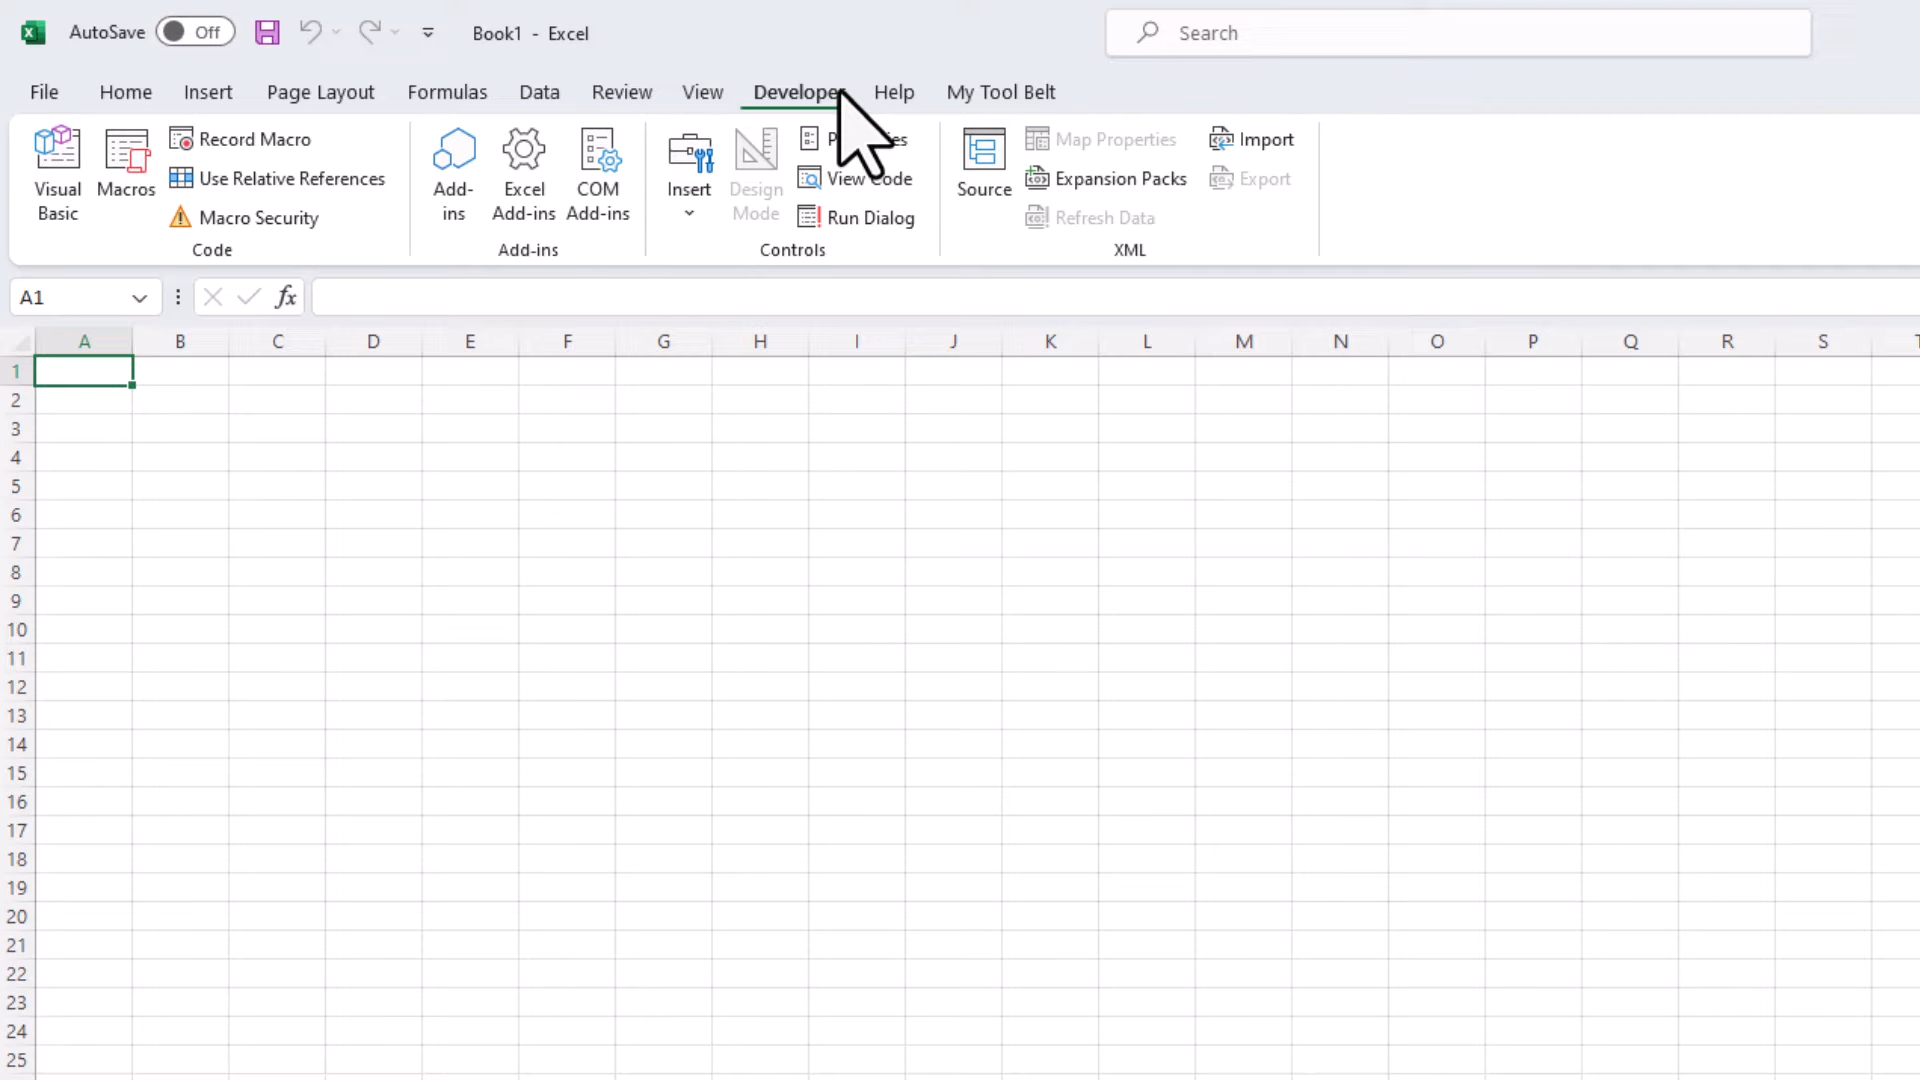 AutoSave Off Book1 - Excel Search
File Home Insert Page Layout Formulas Data Review View Developer Help My Tool Belt
Visual Basic
Macros
Record Macro
Use Relative References
Macro Security
Code
Add-ins
Excel Add-ins
COM Add-ins
Add-ins
Insert
Design Mode
View Code
Run Dialog
Controls
Source
Map Properties
Expansion Packs
Refresh Data
Import
Export
XML
A1 fx
A B C D E F G H I J K L M N O P Q R S T
1
2
3
4
5
6
7
8
9
10
11
12
13
14
15
16
17
18
19
20
21
22
23
24
25